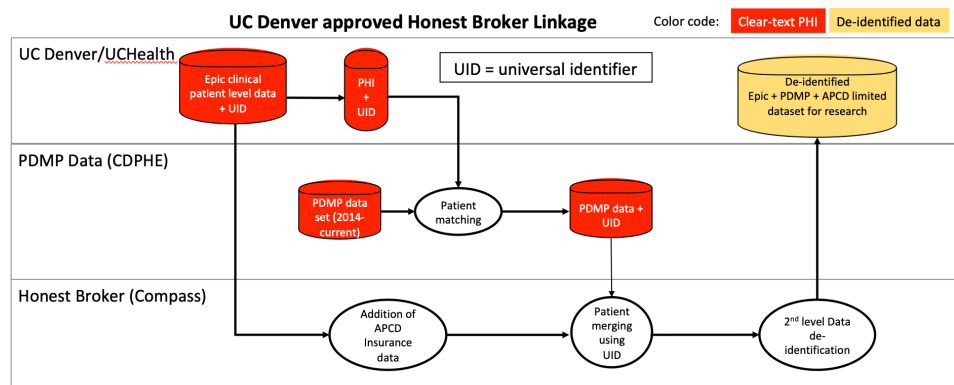 UC Denver approved Honest Broker Linkage
Color code:
Clear-text PHI
De-identified data
UC Denver/UCHealth
Epic clinical
patient level data
+ UID
PHI
+
UID
UID = universal identifier
De-identified
Epic + PDMP + APCD limited
dataset for research
PDMP Data (CDPHE)
PDMP data
set (2014-
current)
Patient
matching
PDMP data +
UID
Honest Broker (Compass)
Addition of
APCD
Insurance
data
Patient
merging
using
UID
2nd level Data
de-
identification